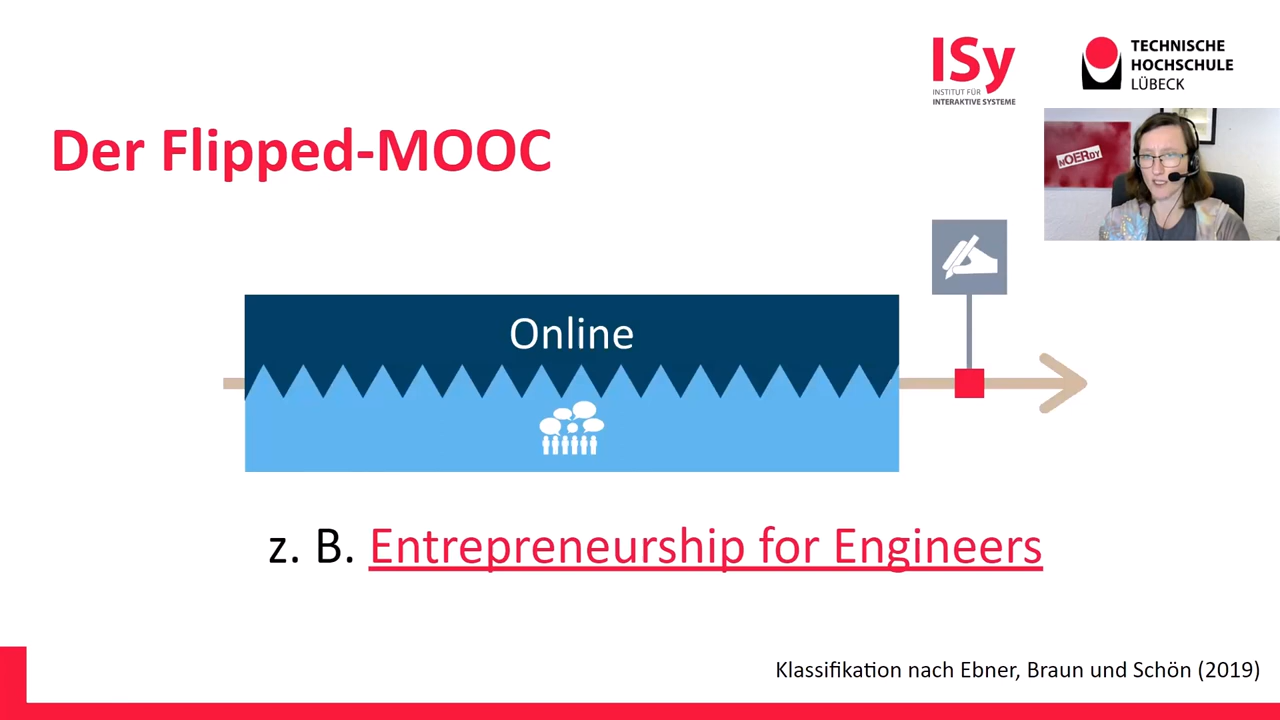 ISy
INSTITUT FÜR
INTERAKTIVE SYSTEME
TECHNISCHE
HOCHSCHULE
LÜBECK
Der Flipped-MOOC
nOERdy
Online
z. B. Entrepreneurship for Engineers
Klassifikation nach Ebner, Braun und Schön (2019)